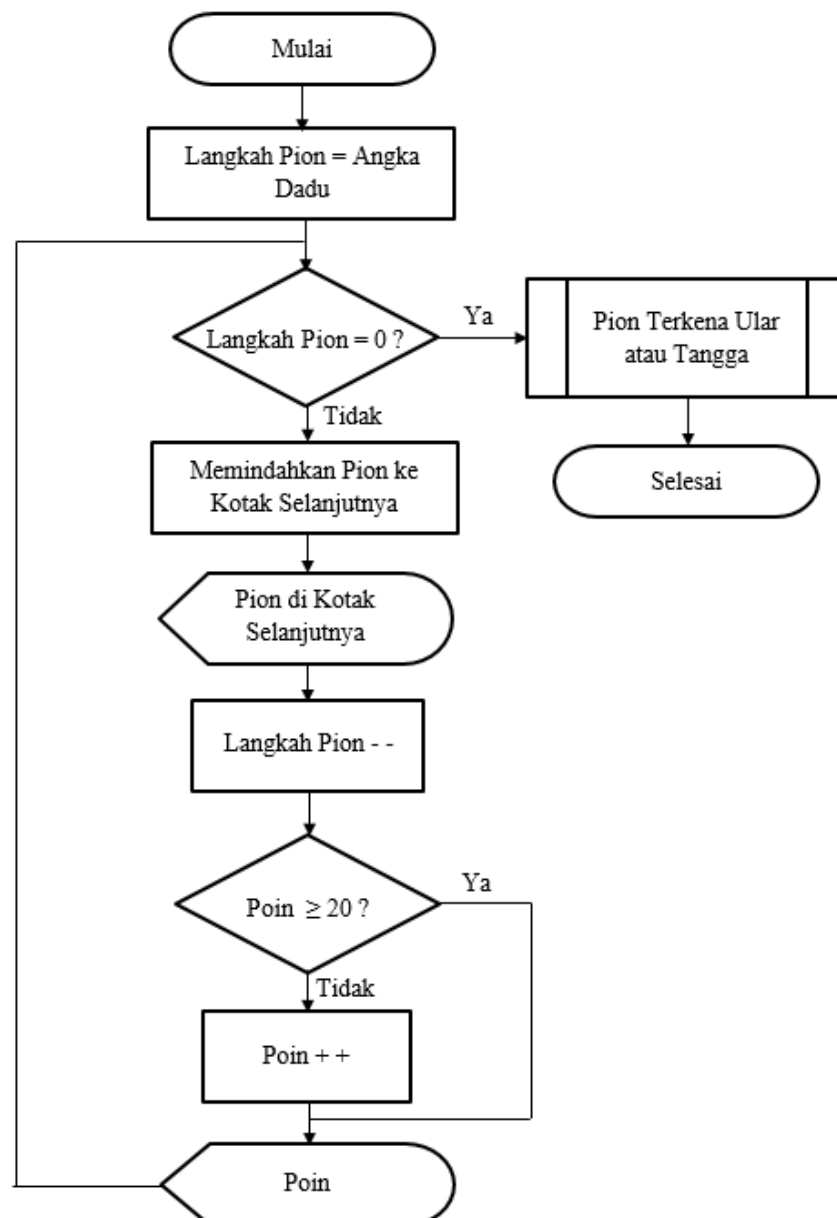 Mulai
Langkah Pion = Angka
Dadu
Langkah Pion = 0 ?
Ya
Pion Terkena Ular
atau Tangga
Selesai
Tidak
Memindahkan Pion ke
Kotak Selanjutnya
Pion di Kotak
Selanjutnya
Langkah Pion - -
Poin ≥ 20 ?
Ya
Tidak
Poin + +
Poin